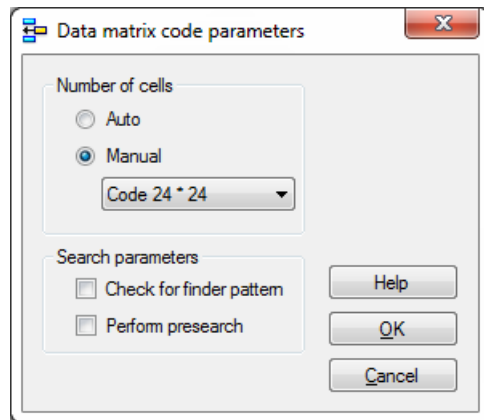 Data matrix code parameters
Number of cells
Auto
Manual
Code 24 * 24
Search parameters
Check for finder pattern
Perform presearch
Help
OK
Cancel